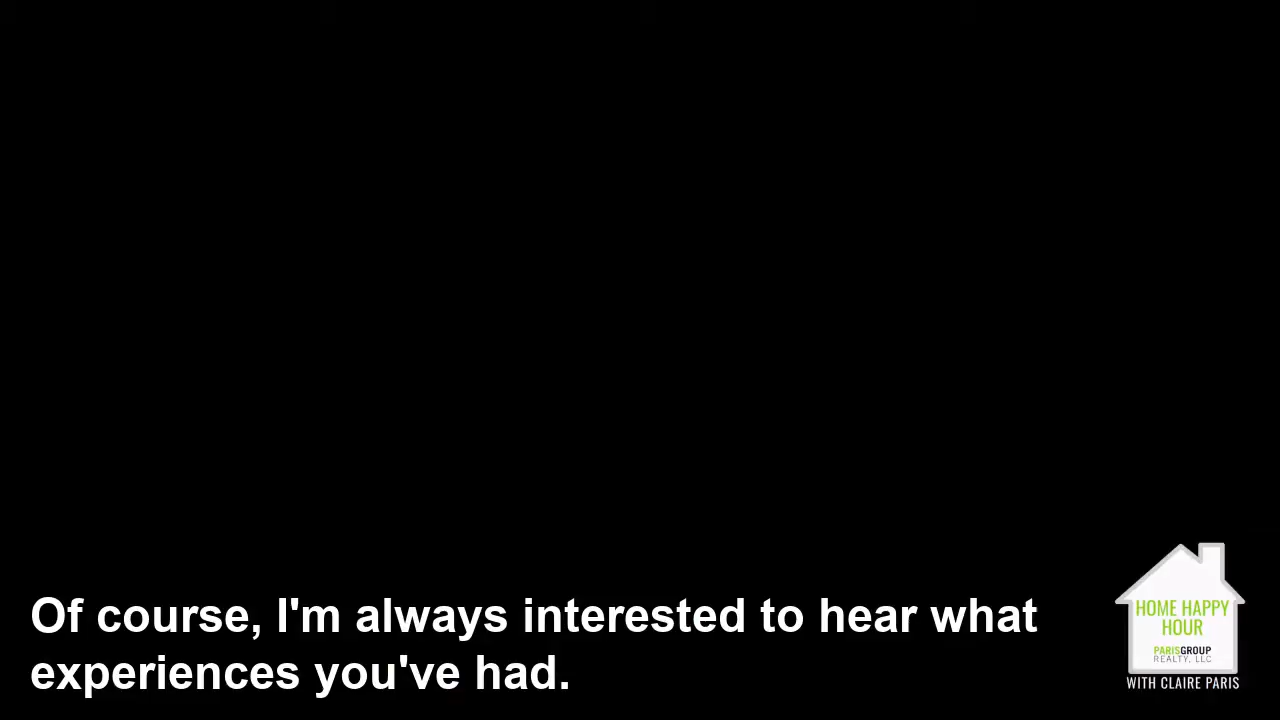 Of course, I'm always interested to hear what
experiences you've had.
HOME HAPPY
HOUR
PARISGROUP
REALTY, LLC
WITH CLAIRE PARIS